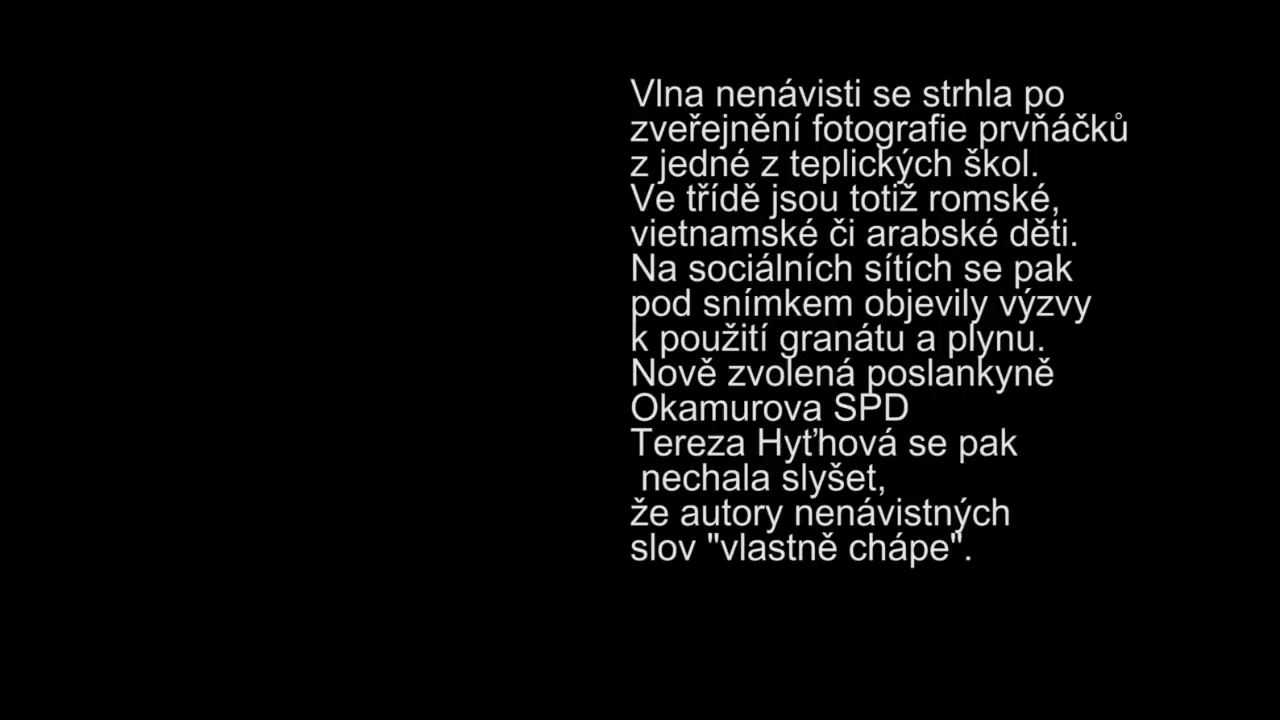 Vlna nenávisti se strhla po
zveřejnění fotografie prvňáčků
z jedné z teplických škol.
Ve třídě jsou totiž romské,
vietnamské či arabské děti.
Na sociálních sítích se pak
pod snímkem objevily výzvy
k použití granátu a plynu.
Nově zvolená poslankyně
Okamurova SPD
Tereza Hyťhová se pak
nechala slyšet,
že autory nenávistných
slov "vlastně chápe".